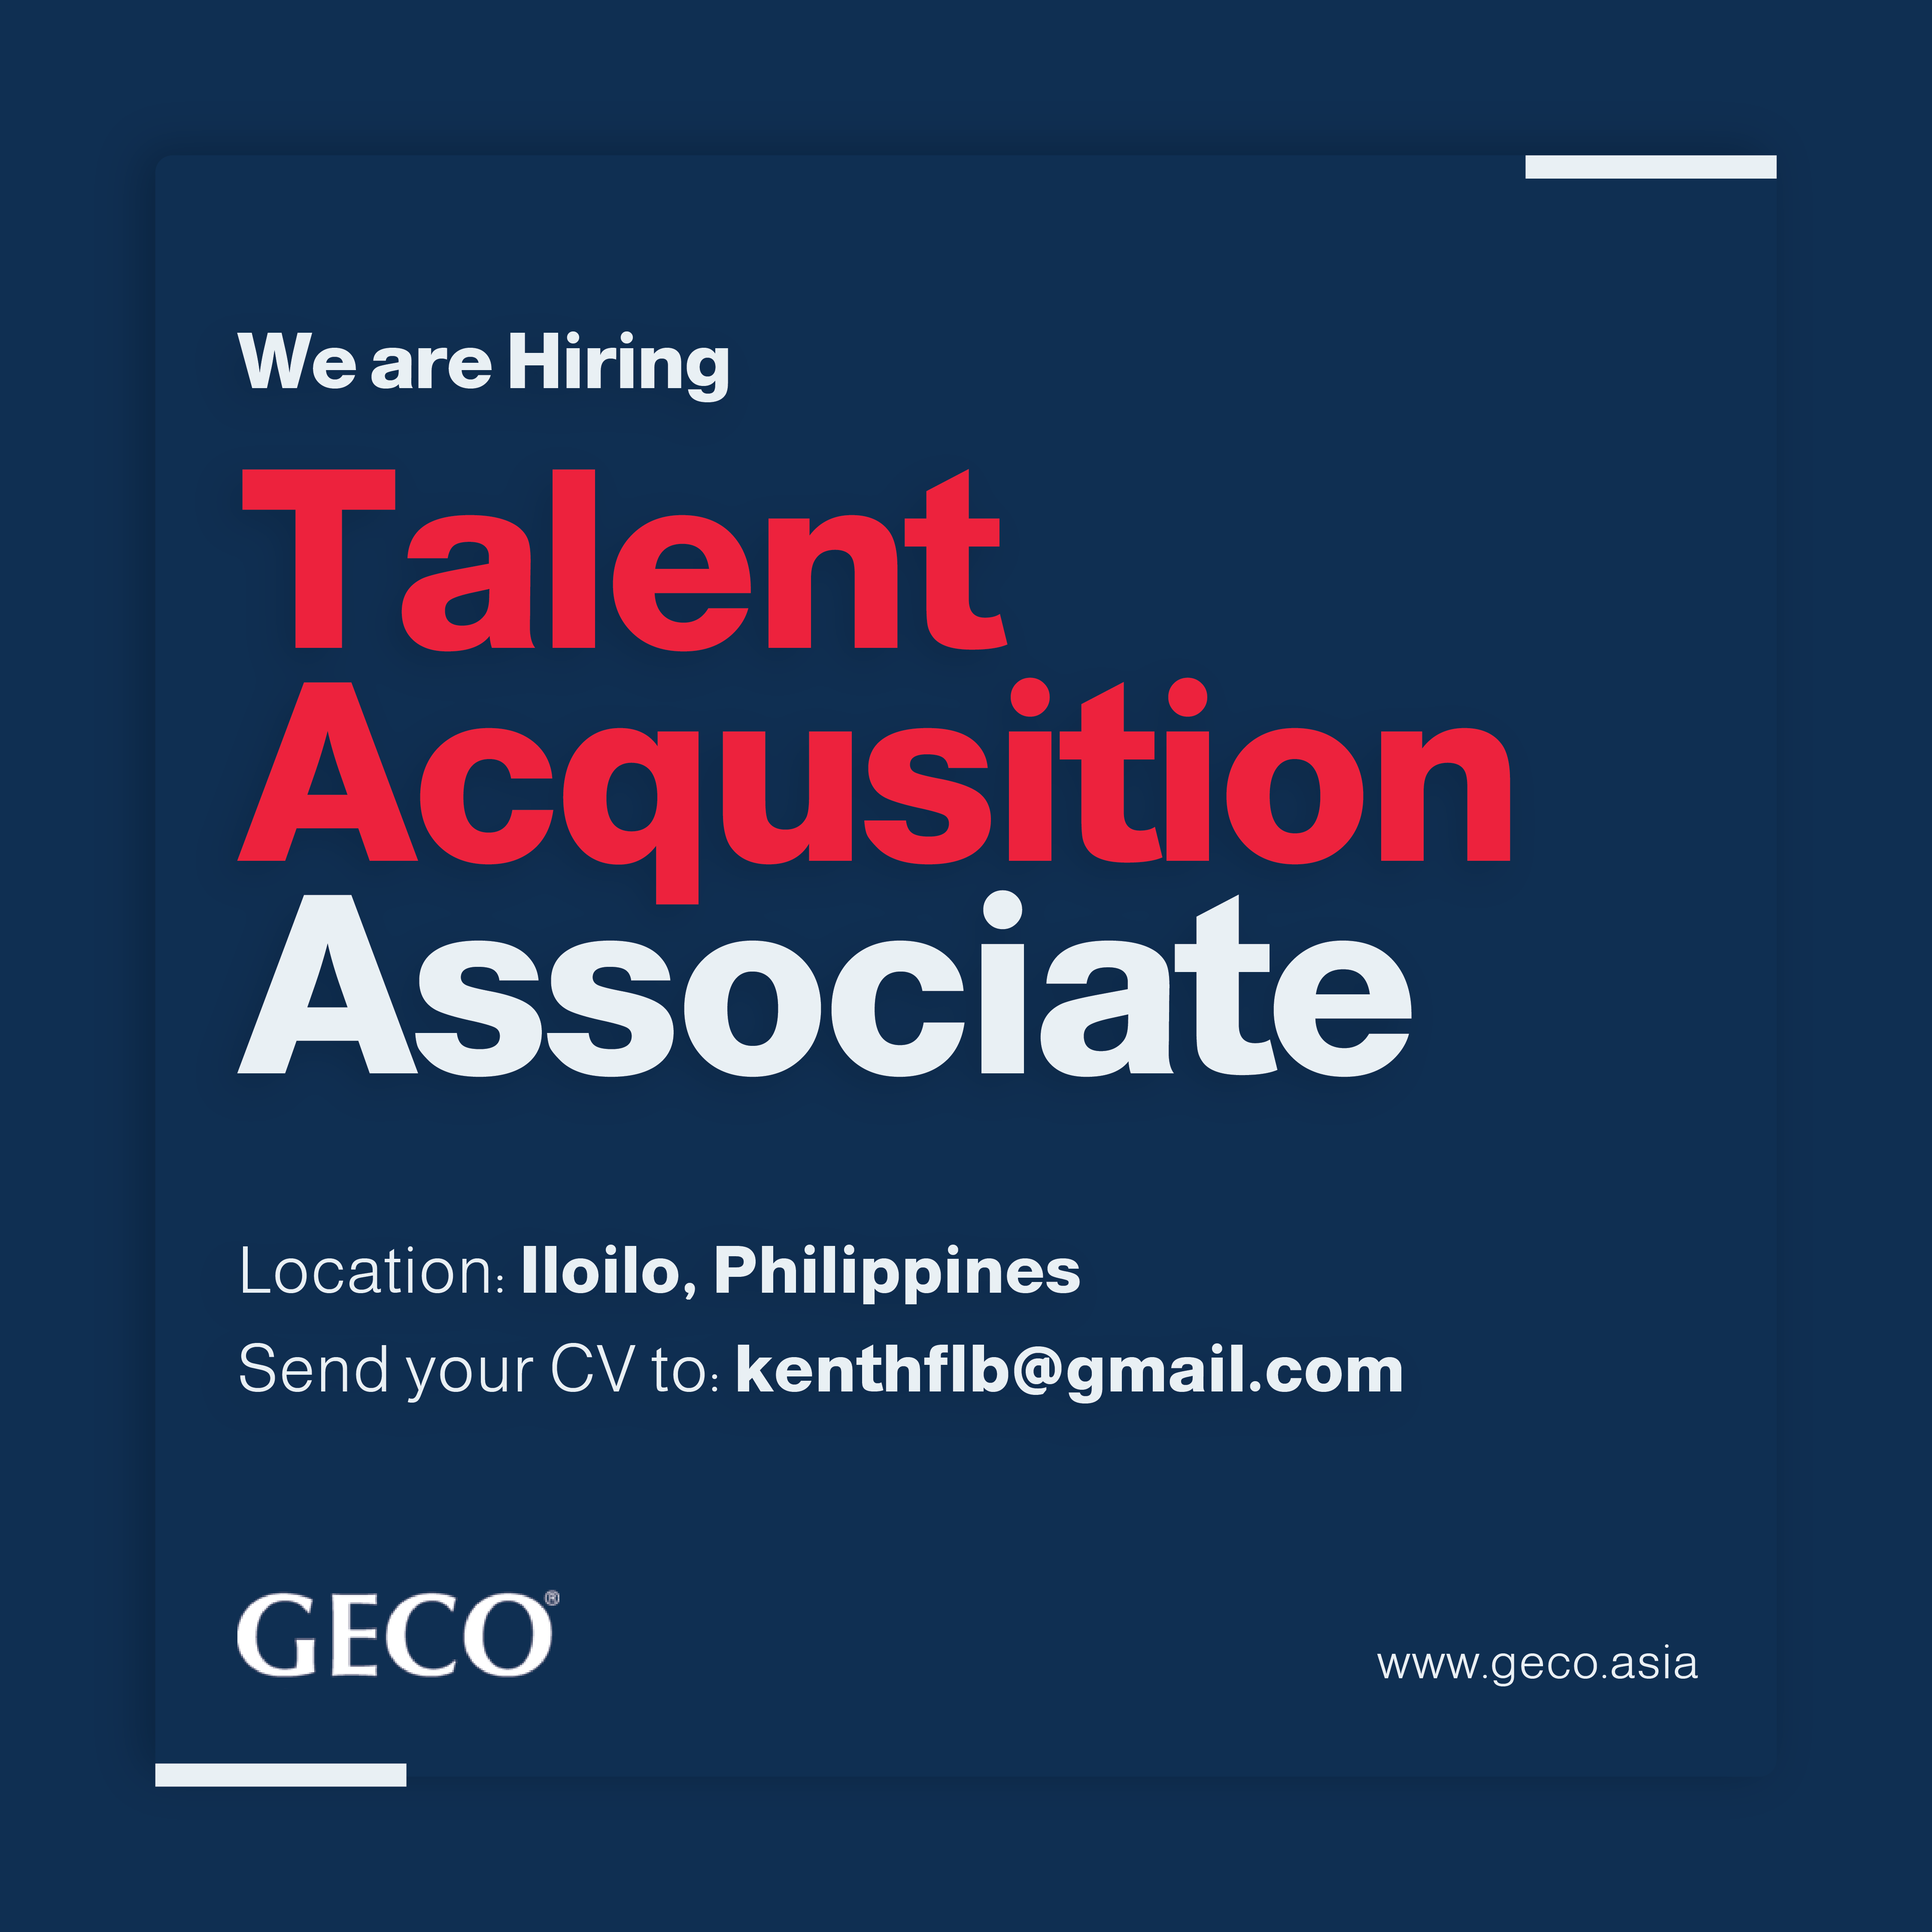 We are Hiring
Talent
Acqusition
Associate
Location: Iloilo, Philippines
Send your CV to: kenthflb@gmail.com
GECO®
www.geco.asia